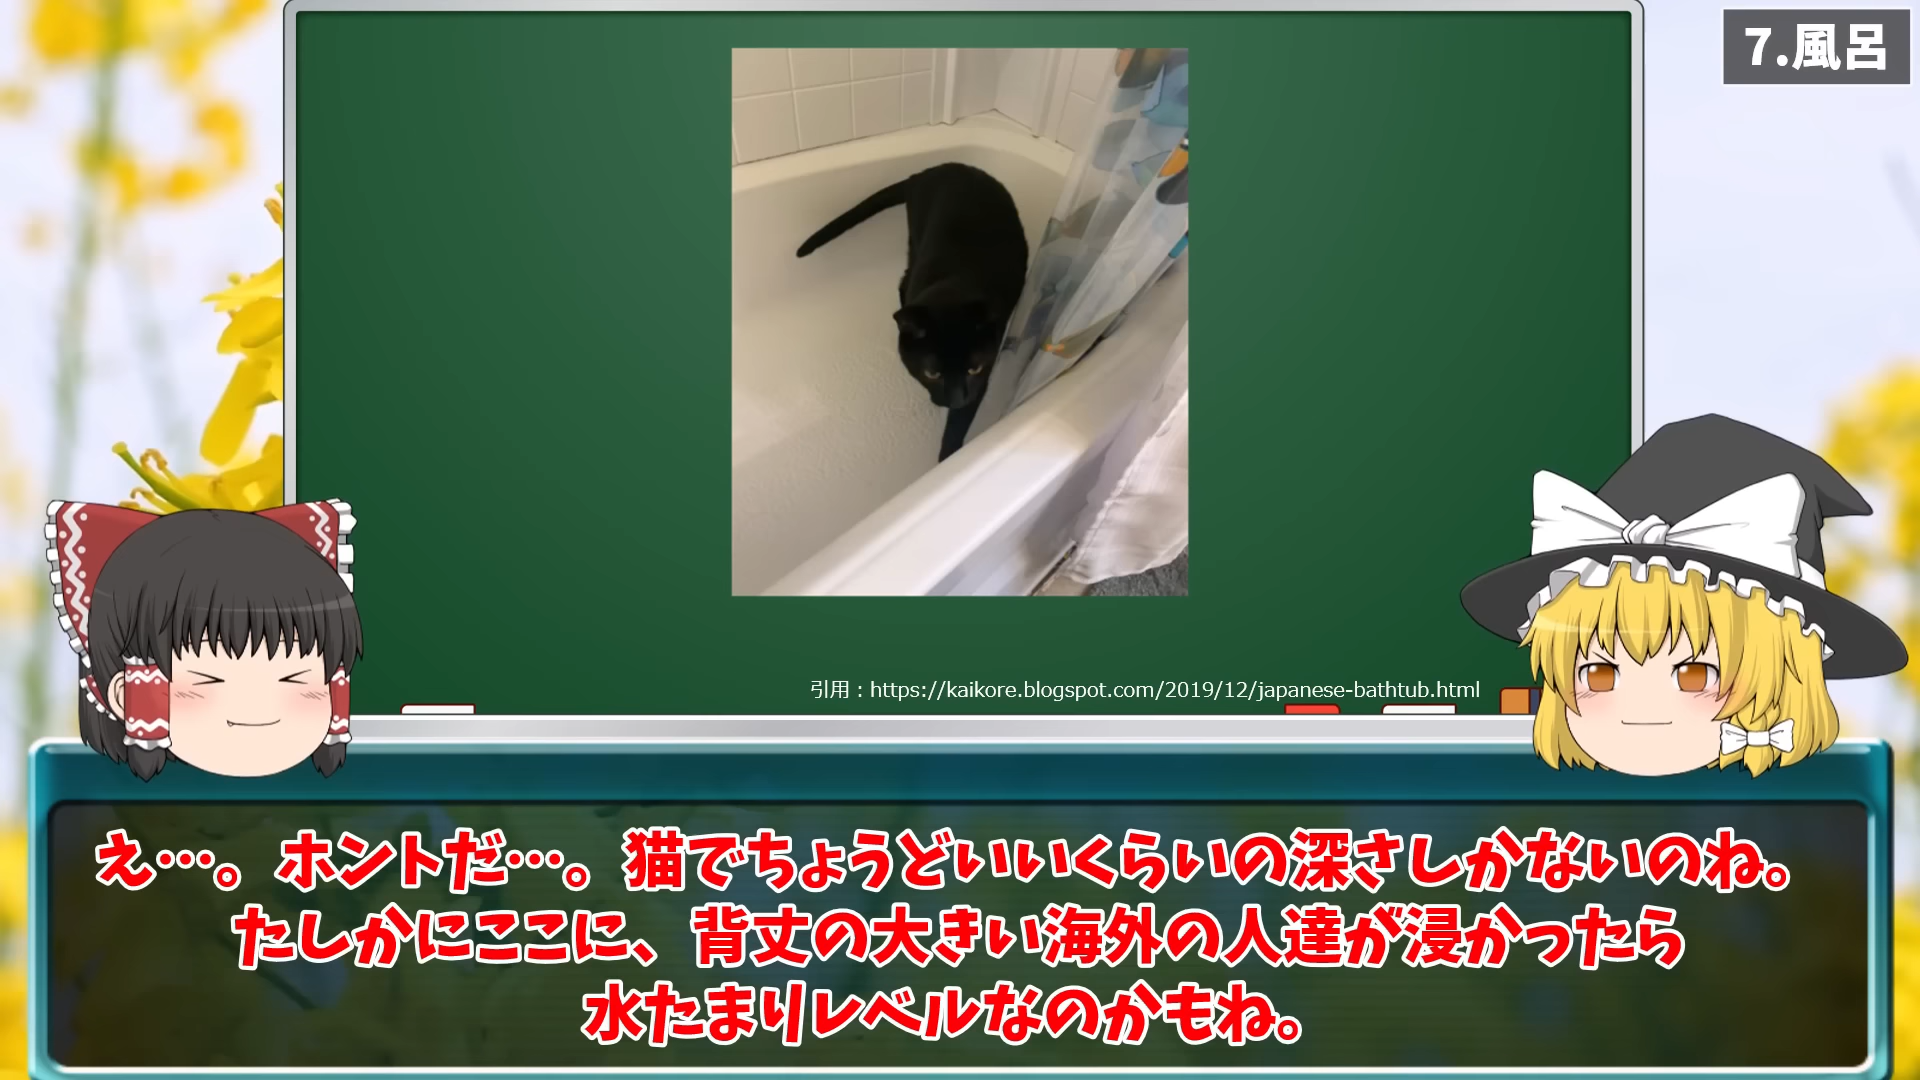 7.風呂
引用：https://kaikore.blogspot.com/2019/12/japanese-bathtub.html
え…。ホントだ…。猫でちょうどいいくらいの深さしかないのね。
たしかにここに、背丈の大きい海外の人達が浸かったら
水たまりレベルなのかもね。